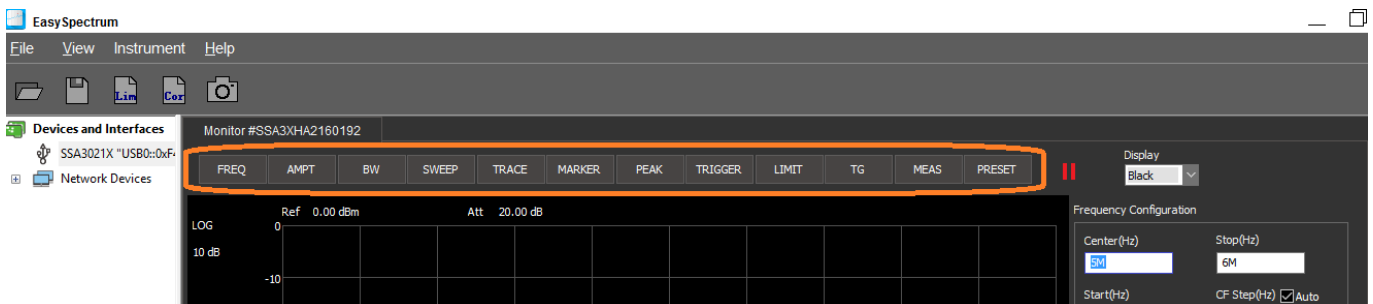 EasySpectrum
File View Instrument Help
Lim Cor
Devices and Interfaces
SSA3021X "USB0::0xF
Network Devices
Monitor #SSA3XHA2160192
FREQ AMPT BW SWEEP TRACE MARKER PEAK TRIGGER LIMIT TG MEAS PRESET
Display
Black
Ref 0.00 dBm Att 20.00 dB
LOG
10 dB
0
-10
Frequency Configuration
Center(Hz) Stop(Hz)
5M 6M
Start(Hz) CF Step(Hz) Auto